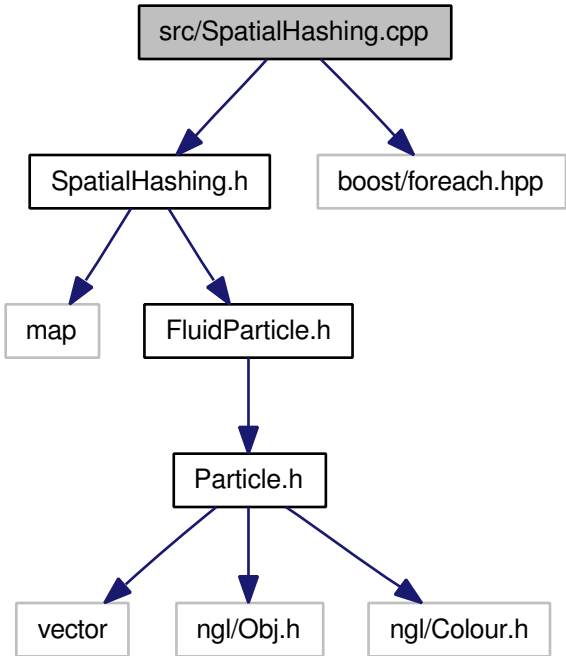 src/SpatialHashing.cpp
SpatialHashing.h
boost/foreach.hpp
map
FluidParticle.h
Particle.h
vector
ngl/Obj.h
ngl/Colour.h